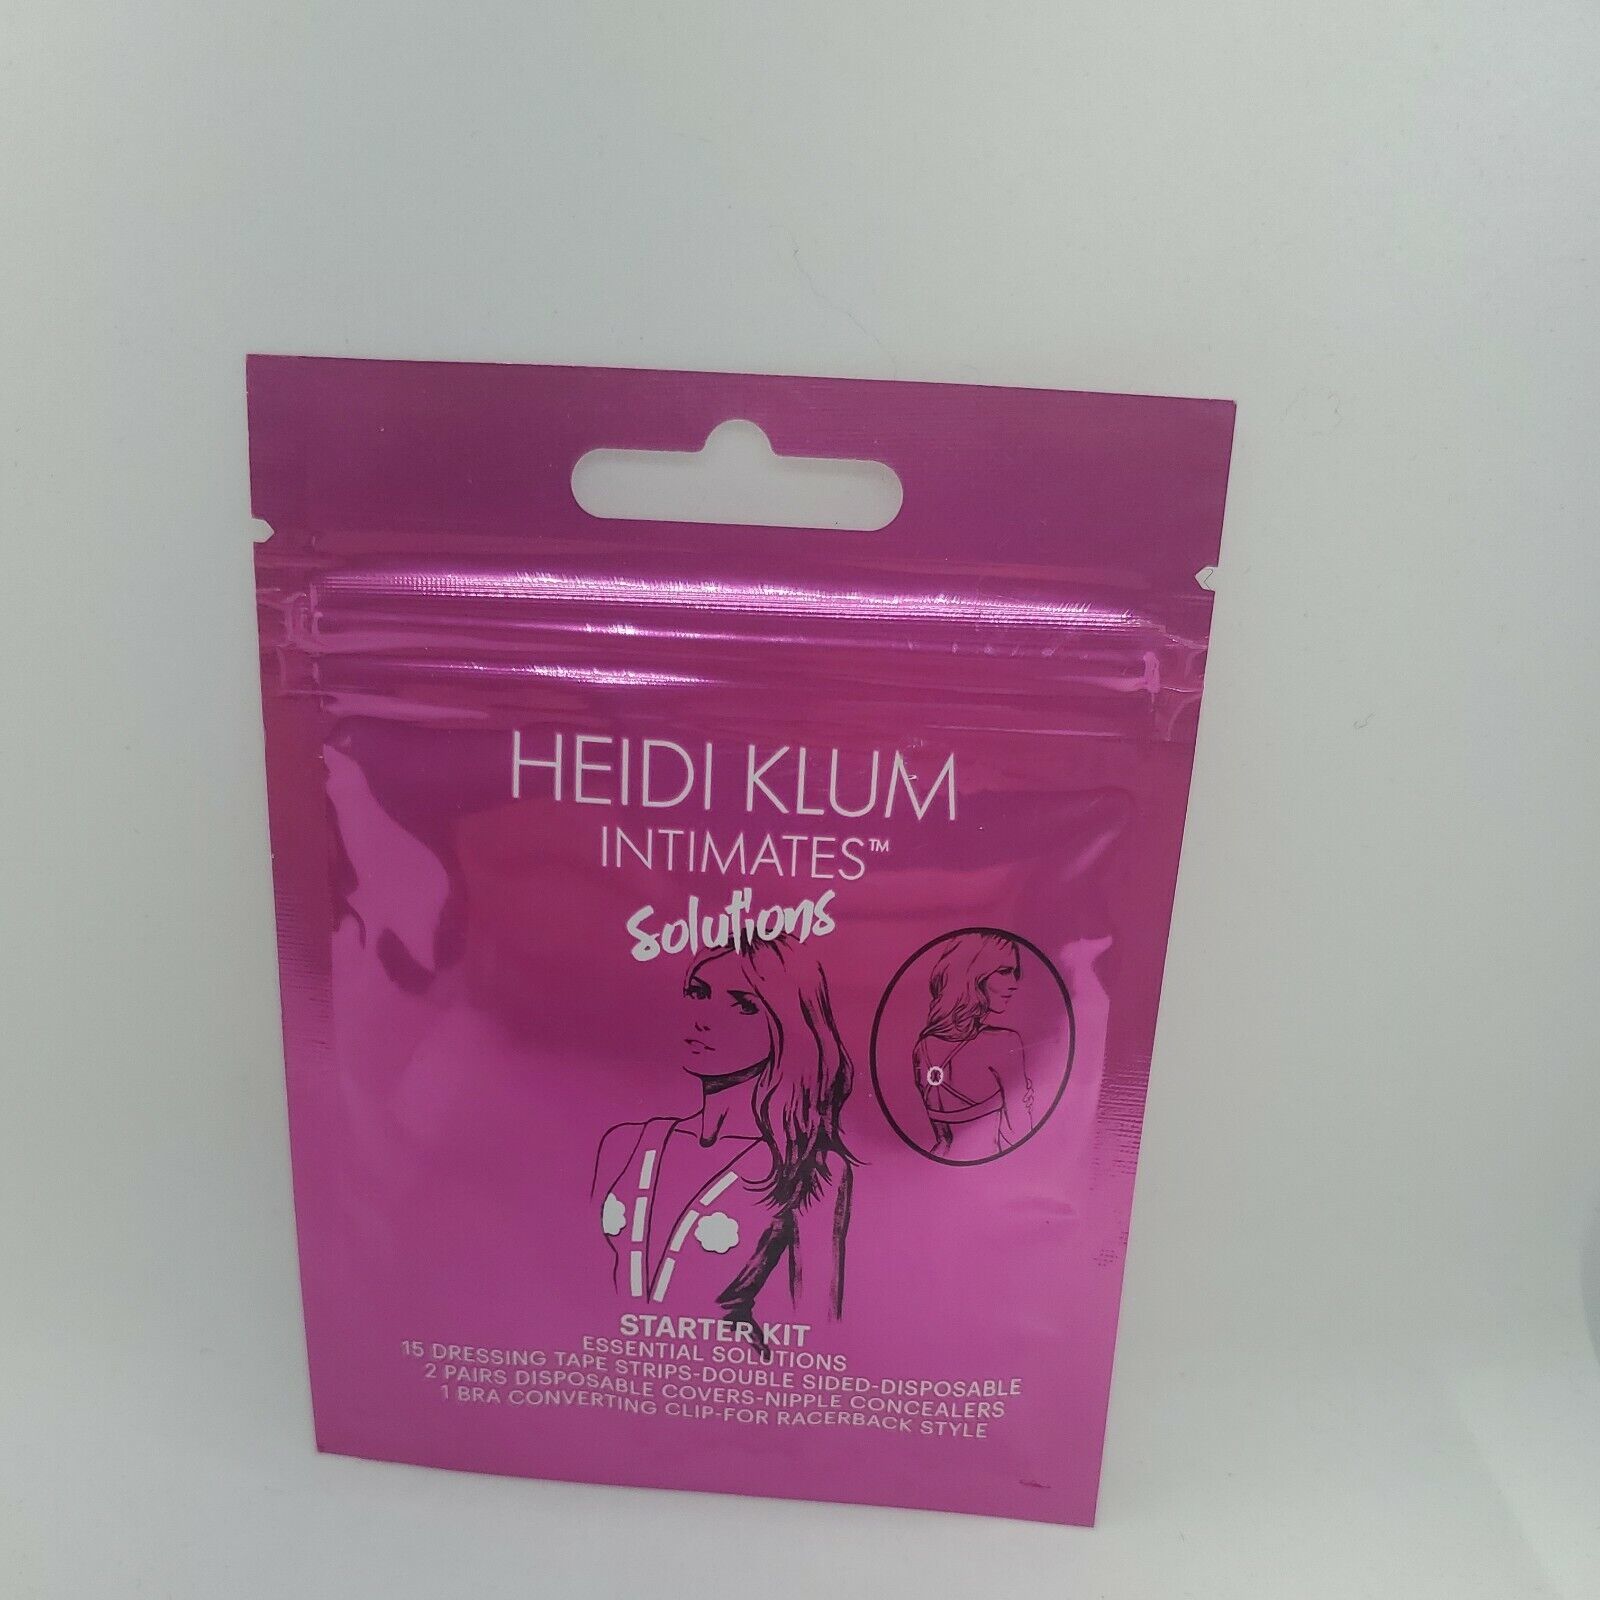 HEIDI KLUM
INTIMATES™
Solutions
STARTER KIT
ESSENTIAL SOLUTIONS
15 DRESSING TAPE STRIPS-DOUBLE SIDED-DISPOSABLE
2 PAIRS DISPOSABLE COVERS-NIPPLE CONCEALERS
1 BRA CONVERTING CLIP-FOR RACERBACK STYLE